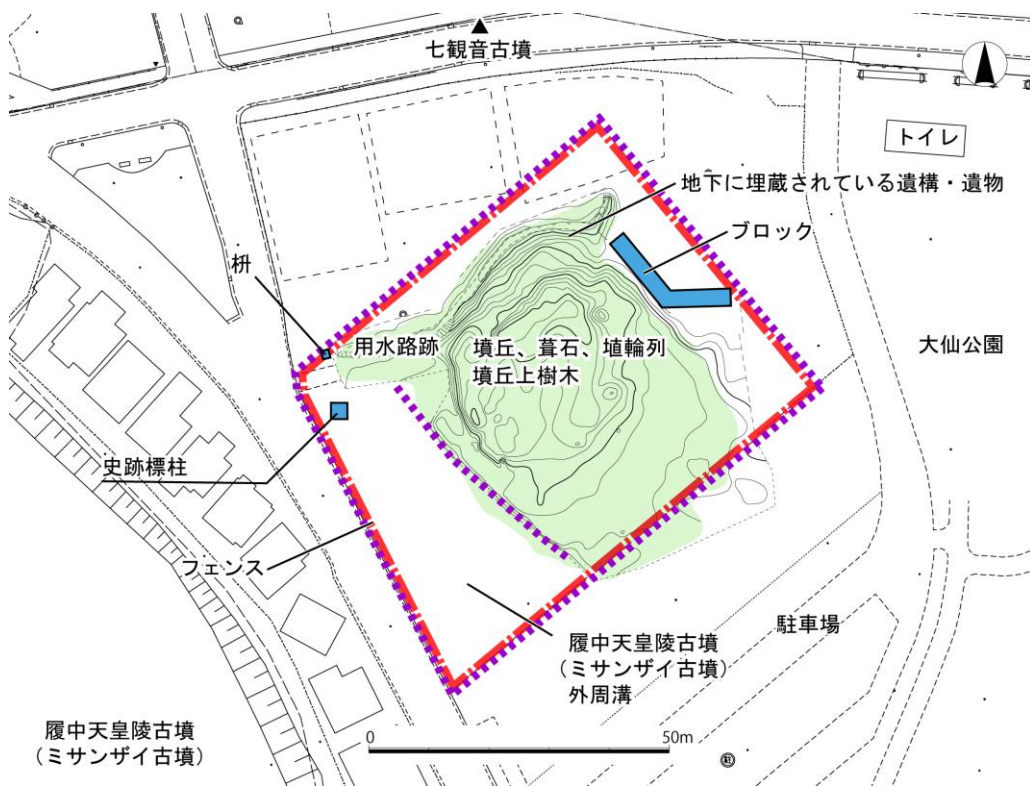 七観音古墳
トイレ
地下に埋蔵されている遺構・遺物
ブロック
枡
用水路跡
墳丘、葺石、埴輪列
墳丘上樹木
大仙公園
史跡標柱
フェンス
駐車場
履中天皇陵古墳
（ミサンザイ古墳）
外周溝
履中天皇陵古墳
（ミサンザイ古墳）
0
50m